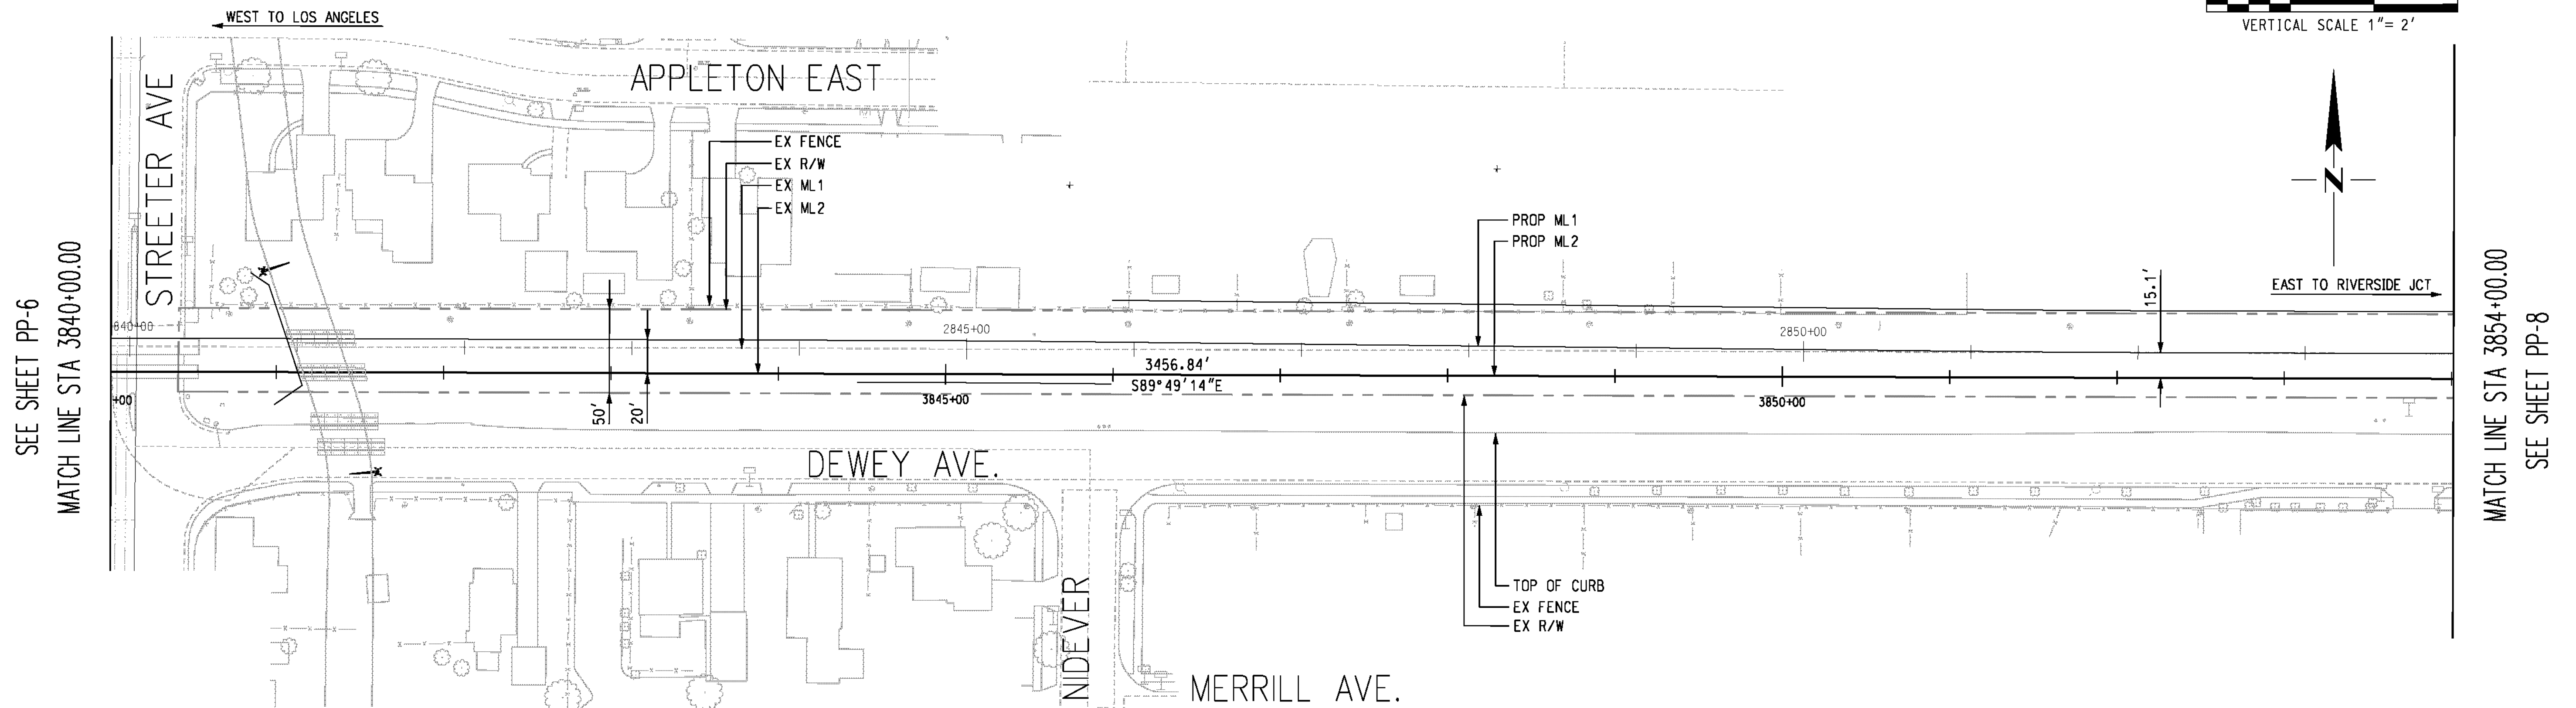 WEST TO LOS ANGELES
VERTICAL SCALE 1"= 2'
APPLETON EAST
STREETER AVE
EX FENCE
EX R/W
EX ML1
EX ML2
PROP ML1
PROP ML2
N
EAST TO RIVERSIDE JCT
SEE SHEET PP-6
MATCH LINE STA 3840+00.00
MATCH LINE STA 3854+00.00
SEE SHEET PP-8
840+00
2845+00
2850+00
15.1'
3456.84'
S89°49'14"E
+00
3845+00
3850+00
50'
20'
DEWEY AVE.
TOP OF CURB
EX FENCE
EX R/W
NIDEVER
MERRILL AVE.